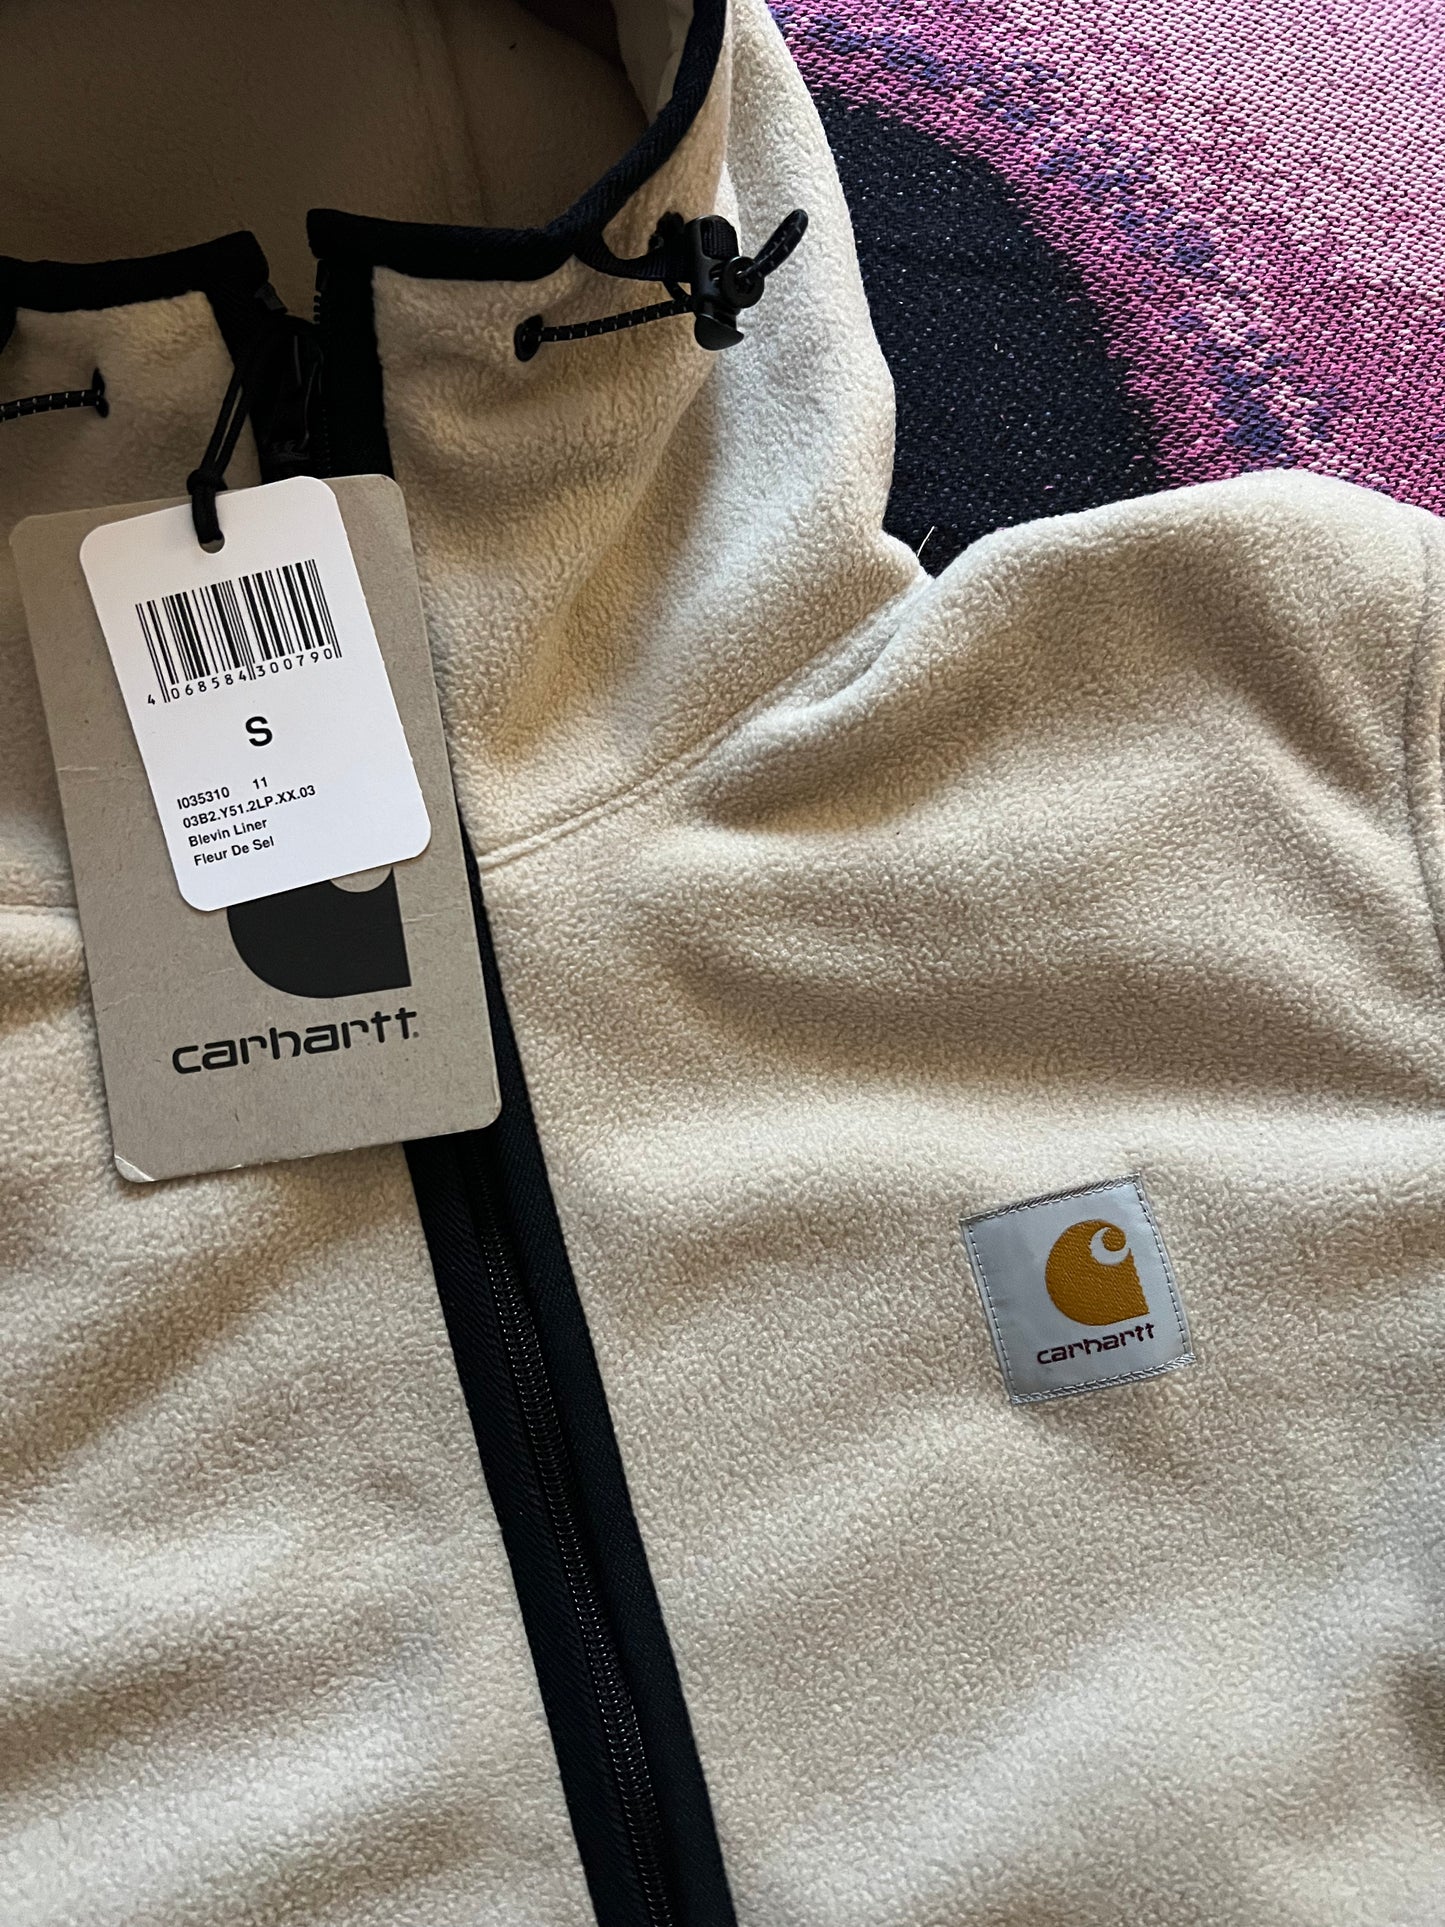 4 068584 300790
S
I035310 11
03B2.Y51.2LP.XX.03
Blevin Liner
Fleur De Sel
carhartt
carhartt